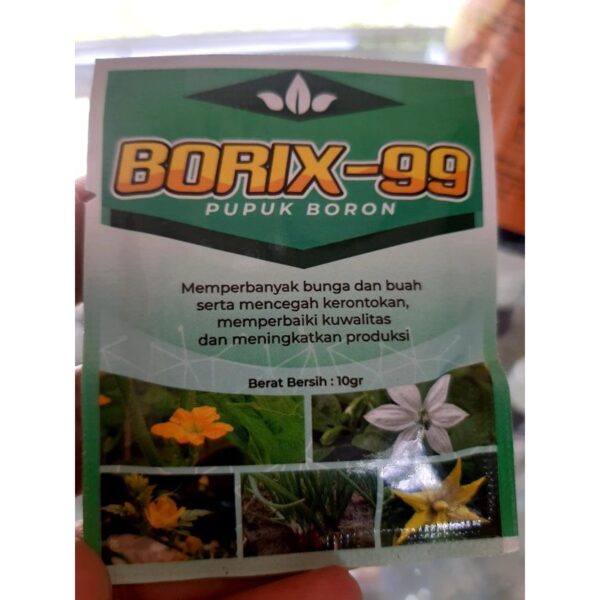 BORIX-99
PUPUK BORON
Memperbanyak bunga dan buah
serta mencegah kerontokan,
memperbaiki kuwalitas
dan meningkatkan produksi
Berat Bersih : 10gr